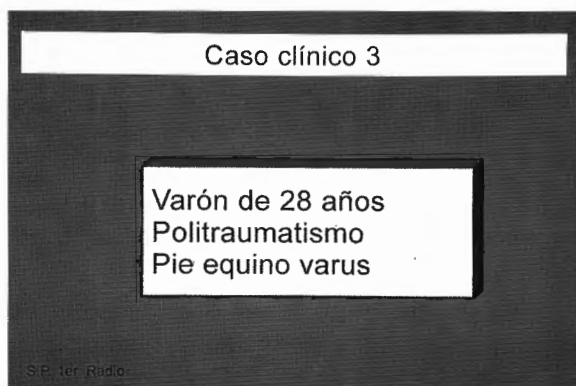 Caso clínico 3
Varón de 28 años
Politraumatismo
Pie equino varus
S.P. 1er Radio